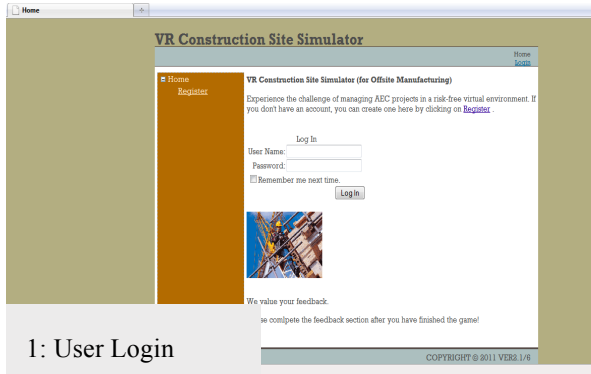 Home
VR Construction Site Simulator
Home
Login
Home
Register
VR Construction Site Simulator (for Offsite Manufacturing)
Experience the challenge of managing AEC projects in a risk-free virtual environment. If
you don't have an account, you can create one here by clicking on Register .
Log In
User Name:
Password:
Remember me next time.
Log In
We value your feedback.
se comlpete the feedback section after you have finished the game!
1: User Login
COPYRIGHT @ 2011 VER2.1/6